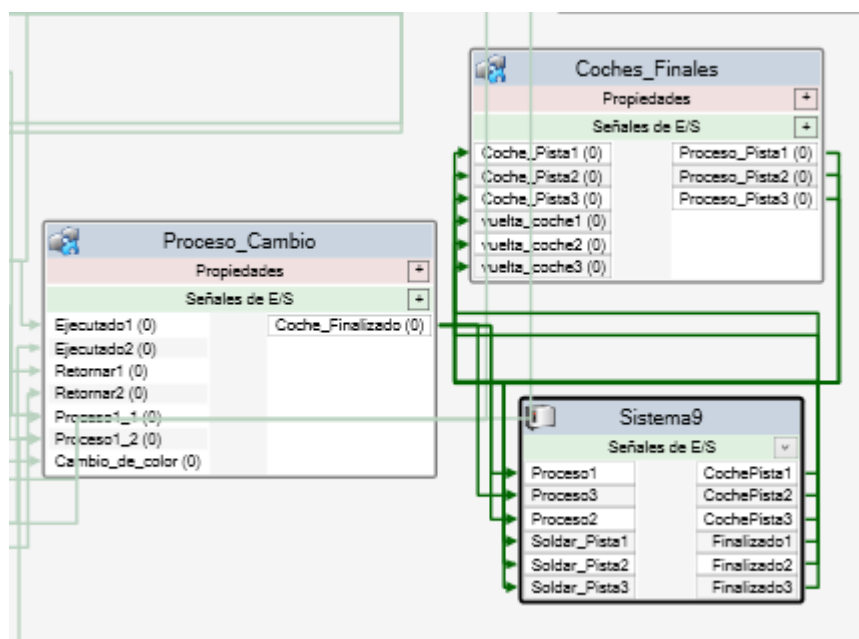 Coches_Finales
Propiedades
Señales de E/S
Coche_Pista1 (0) Proceso_Pista1 (0)
Coche_Pista2 (0) Proceso_Pista2 (0)
Coche_Pista3 (0) Proceso_Pista3 (0)
vuelta_coche1 (0)
vuelta_coche2 (0)
vuelta_coche3 (0)
Proceso_Cambio
Propiedades
Señales de E/S
Ejecutado1 (0) Coche_Finalizado (0)
Ejecutado2 (0)
Retornar1 (0)
Retornar2 (0)
Proceso1_1 (0)
Proceso1_2 (0)
Cambio_de_color (0)
Sistema9
Señales de E/S
Proceso1 CochePista1
Proceso3 CochePista2
Proceso2 CochePista3
Soldar_Pista1 Finalizado1
Soldar_Pista2 Finalizado2
Soldar_Pista3 Finalizado3